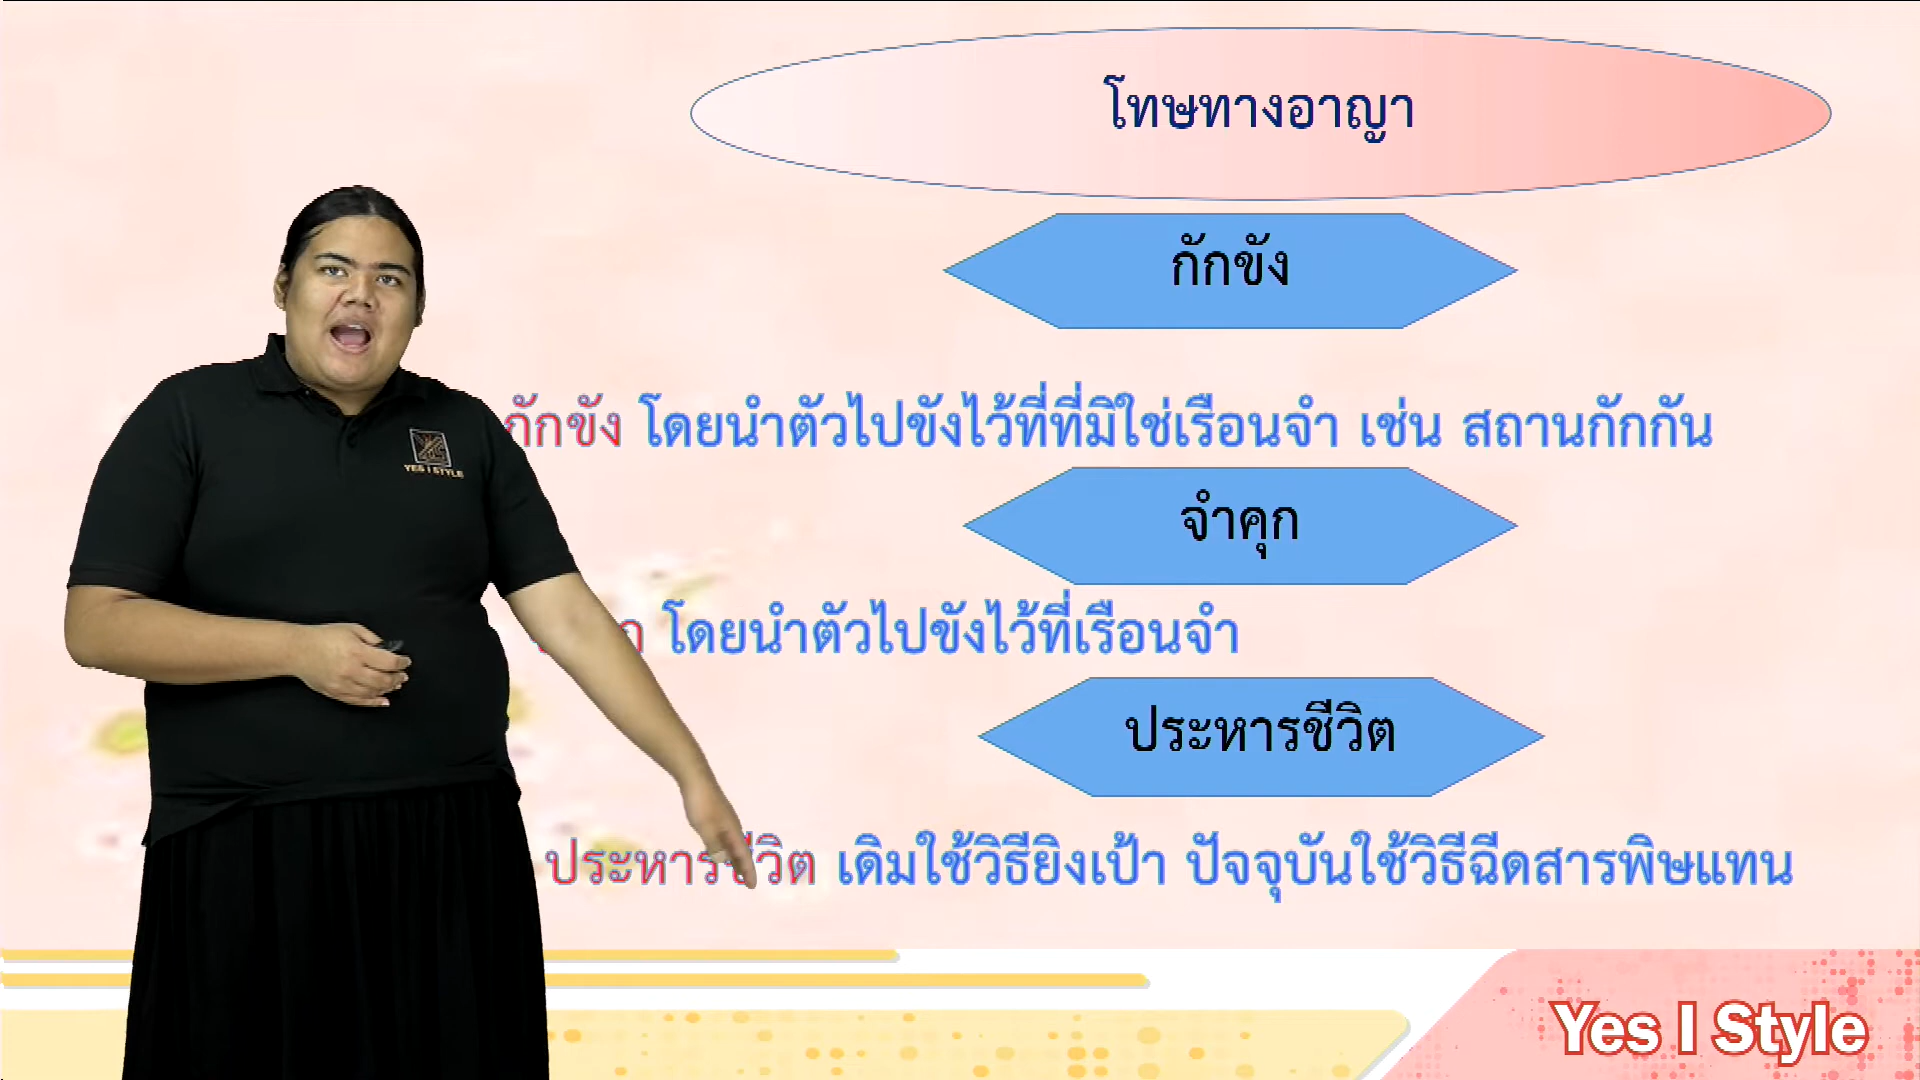 โทษทางอาญา
กักขัง
กักขัง โดยนำตัวไปขังไว้ที่ที่มิใช่เรือนจำ เช่น สถานกักกัน
จำคุก
โดยนำตัวไปขังไว้ที่เรือนจำ
ประหารชีวิต
ประหารชีวิต เดิมใช้วิธียิงเป้า ปัจจุบันใช้วิธีฉีดสารพิษแทน
YES I STYLE
Yes I Style